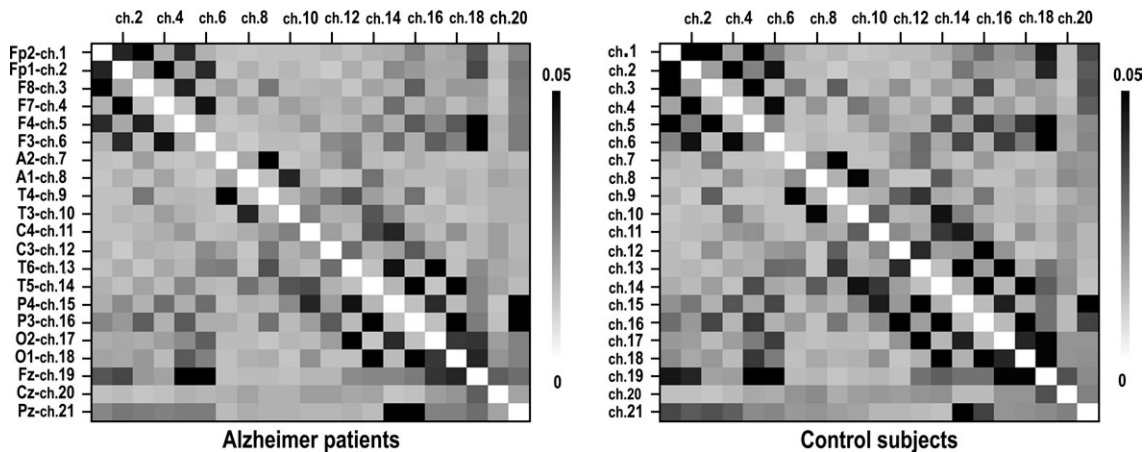 ch.2 ch.4 ch.6 ch.8 ch.10 ch.12 ch.14 ch.16 ch.18 ch.20
ch.2 ch.4 ch.6 ch.8 ch.10 ch.12 ch.14 ch.16 ch.18 ch.20
Fp2-ch.1
Fp1-ch.2
F8-ch.3
F7-ch.4
F4-ch.5
F3-ch.6
A2-ch.7
A1-ch.8
T4-ch.9
T3-ch.10
C4-ch.11
C3-ch.12
T6-ch.13
T5-ch.14
P4-ch.15
P3-ch.16
O2-ch.17
O1-ch.18
Fz-ch.19
Cz-ch.20
Pz-ch.21
0.05
0
Alzheimer patients
ch.1
ch.2
ch.3
ch.4
ch.5
ch.6
ch.7
ch.8
ch.9
ch.10
ch.11
ch.12
ch.13
ch.14
ch.15
ch.16
ch.17
ch.18
ch.19
ch.20
ch.21
0.05
0
Control subjects